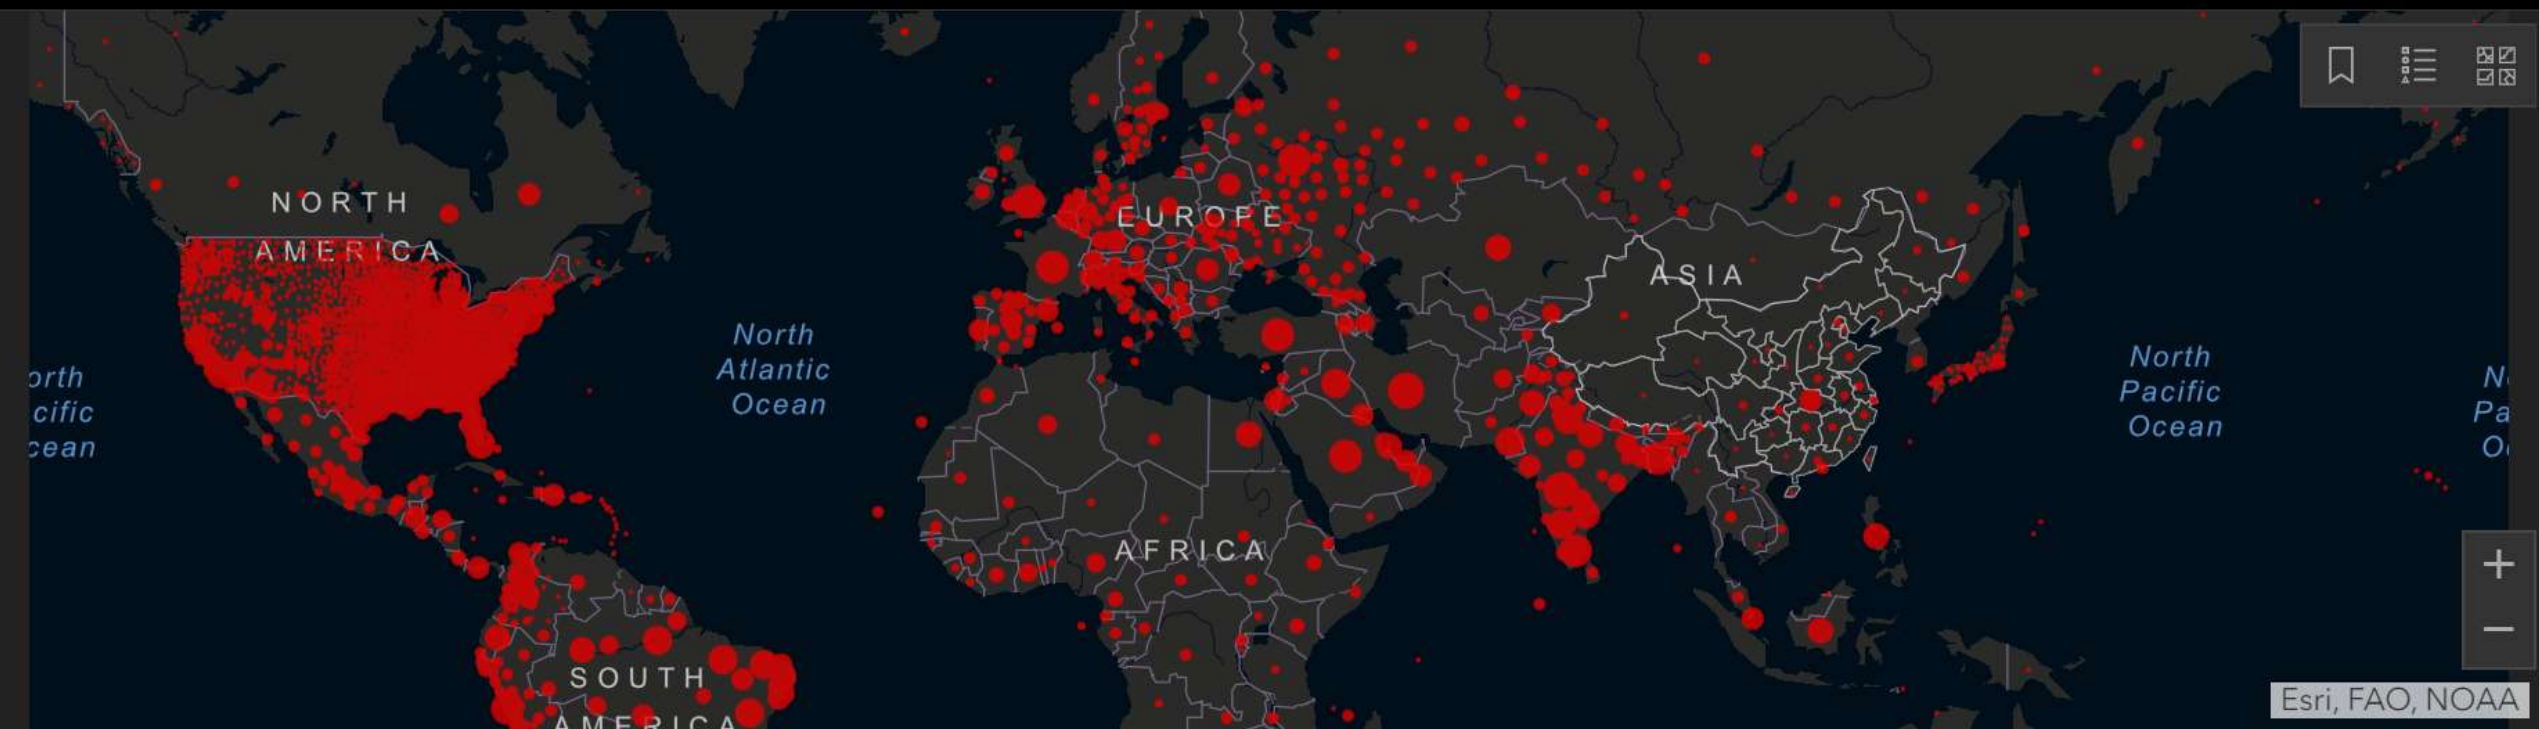 NORTH
AMERICA
EUROPE
ASIA
North
Atlantic
Ocean
orth
cific
cean
North
Pacific
Ocean
N
Pa
O
AFRICA
SOUTH
AMERICA
+
−
Esri, FAO, NOAA